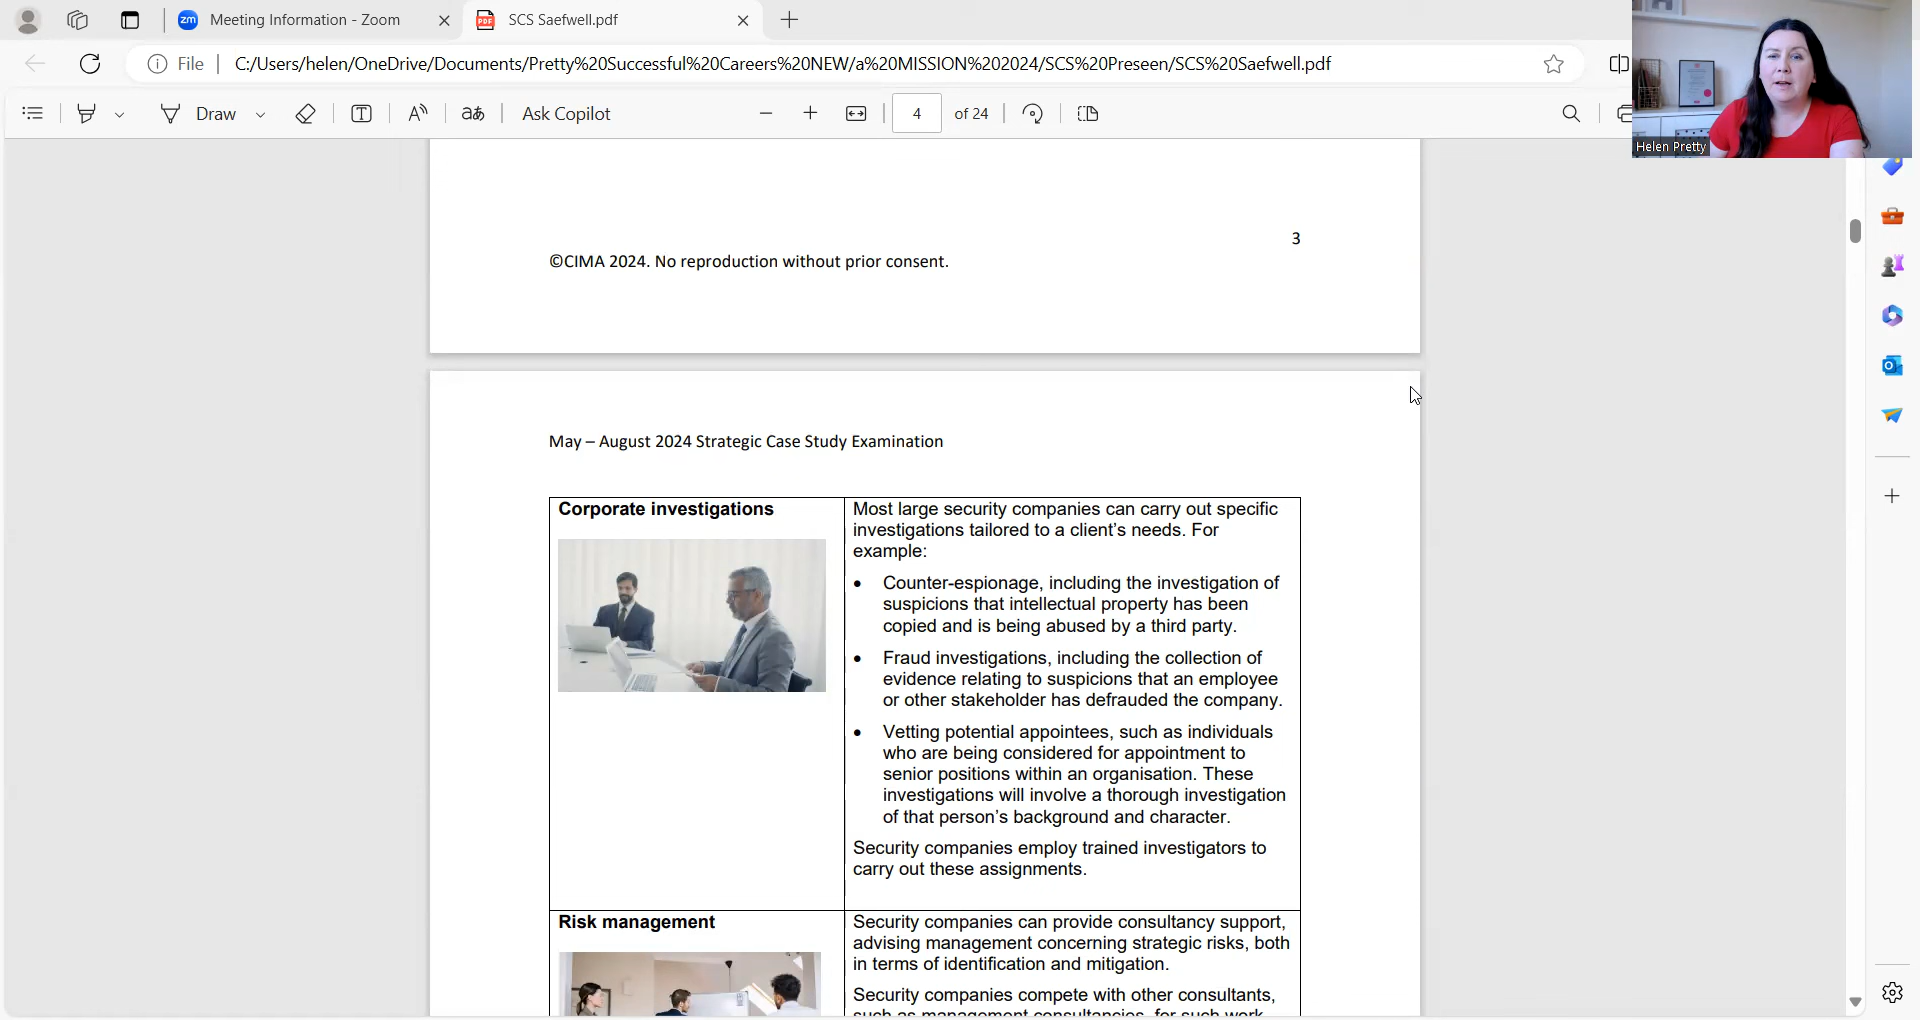 Meeting Information - Zoom
SCS Saefwell.pdf
File
C:/Users/helen/OneDrive/Documents/Pretty%20Successful%20Careers%20NEW/a%20MISSION%202024/SCS%20Preseen/SCS%20Saefwell.pdf
Draw
Ask Copilot
4
of 24
Helen Pretty
3
©CIMA 2024. No reproduction without prior consent.
May – August 2024 Strategic Case Study Examination
Corporate investigations
Most large security companies can carry out specific
investigations tailored to a client's needs. For
example:
• Counter-espionage, including the investigation of
suspicions that intellectual property has been
copied and is being abused by a third party.
• Fraud investigations, including the collection of
evidence relating to suspicions that an employee
or other stakeholder has defrauded the company.
• Vetting potential appointees, such as individuals
who are being considered for appointment to
senior positions within an organisation. These
investigations will involve a thorough investigation
of that person's background and character.
Security companies employ trained investigators to
carry out these assignments.
Risk management
Security companies can provide consultancy support,
advising management concerning strategic risks, both
in terms of identification and mitigation.
Security companies compete with other consultants,
such as management consultancies, for such work.